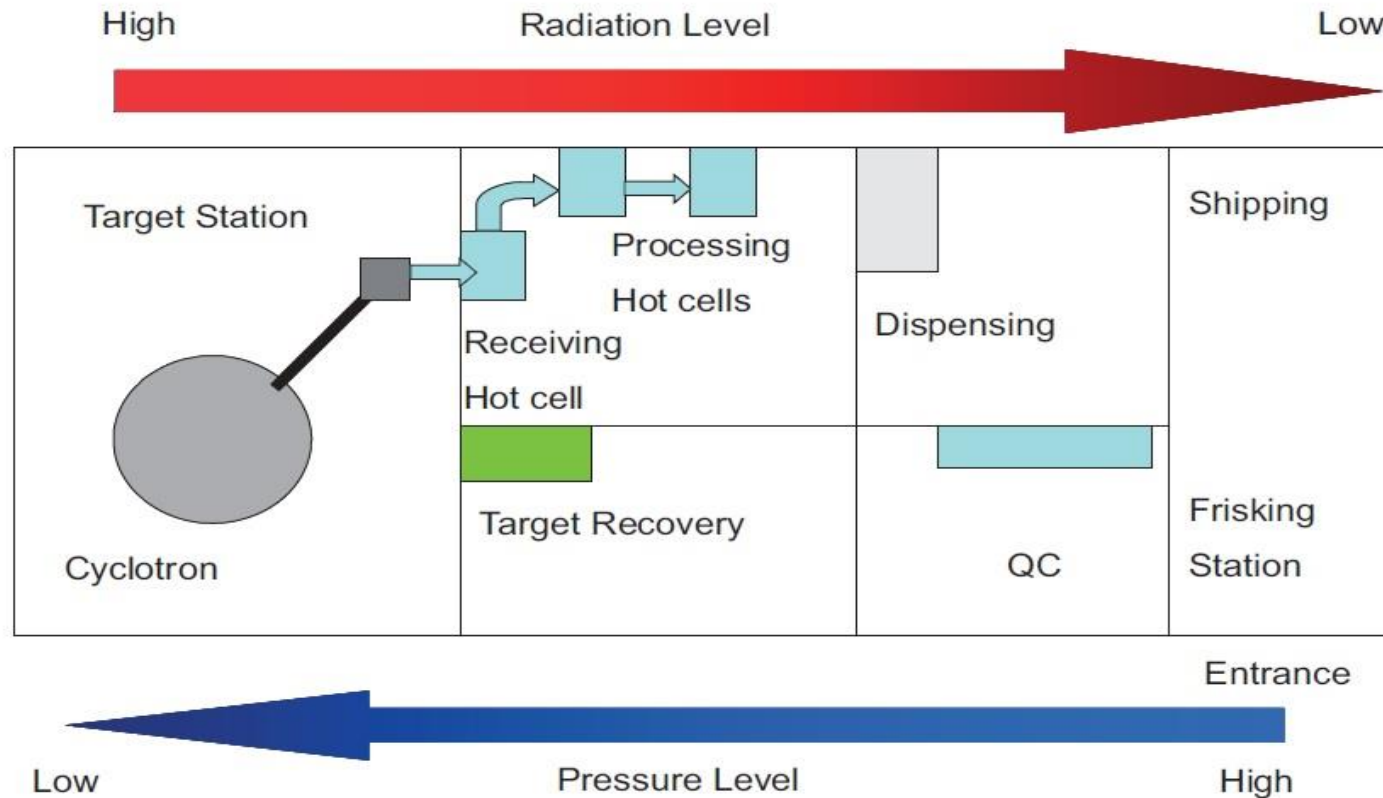 High
Radiation Level
Low
Target Station
Processing
Hot cells
Shipping
Receiving
Hot cell
Dispensing
Target Recovery
Cyclotron
QC
Frisking
Station
Entrance
Low
Pressure Level
High